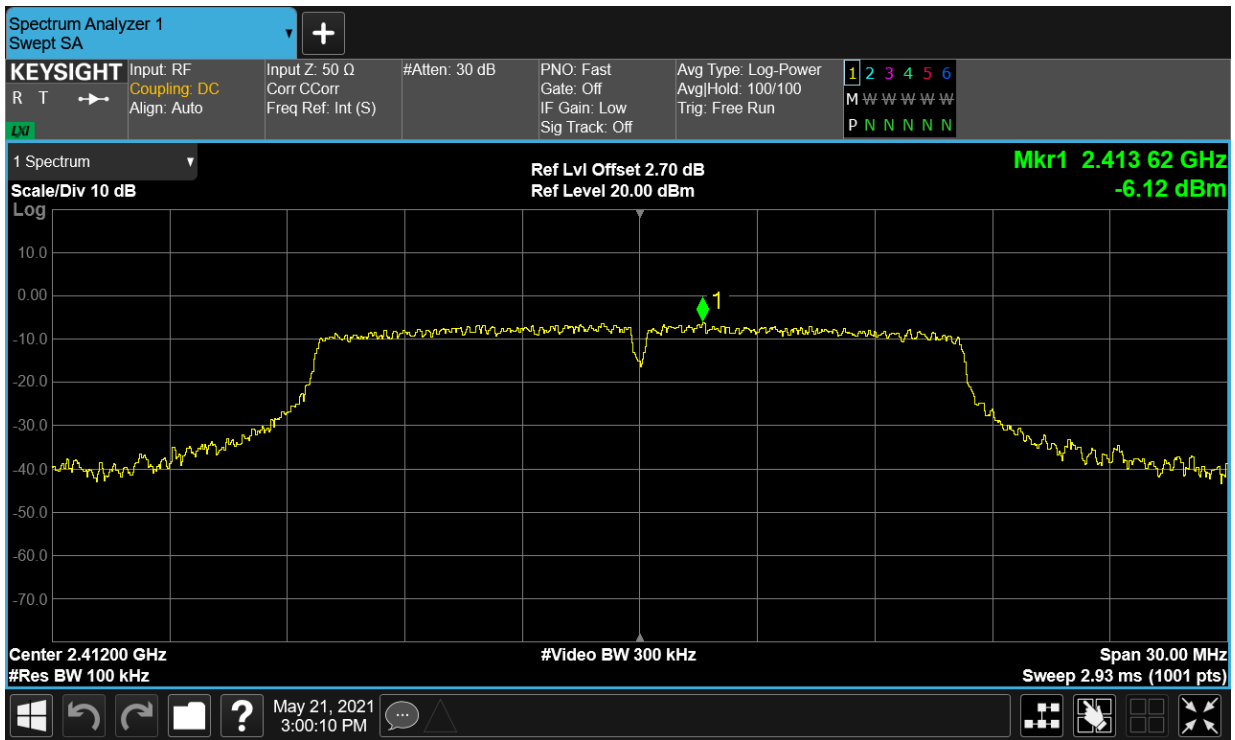 Spectrum Analyzer 1
Swept SA
KEYSIGHT
R T
LXI
Input: RF
Coupling: DC
Align: Auto
Input Z: 50 Ω
Corr CCorr
Freq Ref: Int (S)
#Atten: 30 dB
PNO: Fast
Gate: Off
IF Gain: Low
Sig Track: Off
Avg Type: Log-Power
Avg|Hold: 100/100
Trig: Free Run
1 2 3 4 5 6
M W W W W W
P N N N N N
1 Spectrum
Scale/Div 10 dB
Log
Ref Lvl Offset 2.70 dB
Ref Level 20.00 dBm
Mkr1 2.413 62 GHz
-6.12 dBm
10.0
0.00
1
-10.0
-20.0
-30.0
-40.0
-50.0
-60.0
-70.0
Center 2.41200 GHz
#Res BW 100 kHz
#Video BW 300 kHz
Span 30.00 MHz
Sweep 2.93 ms (1001 pts)
?
May 21, 2021
3:00:10 PM